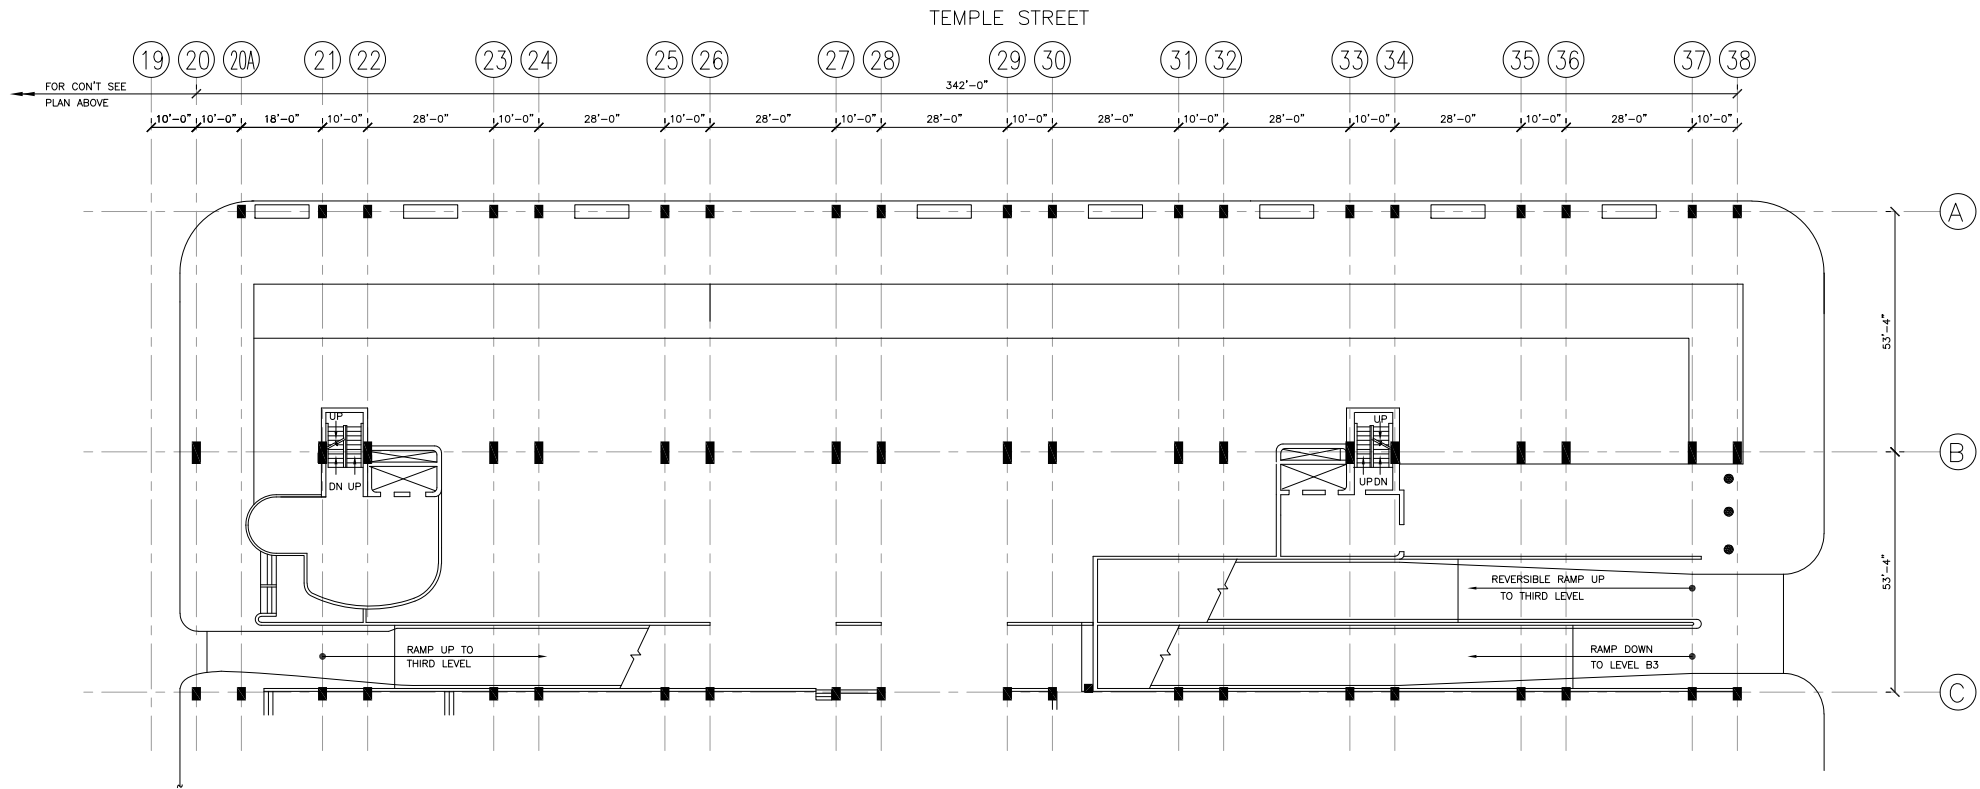 TEMPLE STREET
19 20 20A 21 22 23 24 25 26 27 28 29 30 31 32 33 34 35 36 37 38
FOR CON'T SEE
PLAN ABOVE
342'-0"
10'-0" 10'-0" 18'-0" 10'-0" 28'-0" 10'-0" 28'-0" 10'-0" 28'-0" 10'-0" 28'-0" 10'-0" 28'-0" 10'-0" 28'-0" 10'-0" 28'-0" 10'-0" 28'-0" 10'-0"
A
53'-4"
UP
UP
B
DN UP
UP DN
53'-4"
REVERSIBLE RAMP UP
TO THIRD LEVEL
RAMP UP TO
THIRD LEVEL
RAMP DOWN
TO LEVEL B3
C